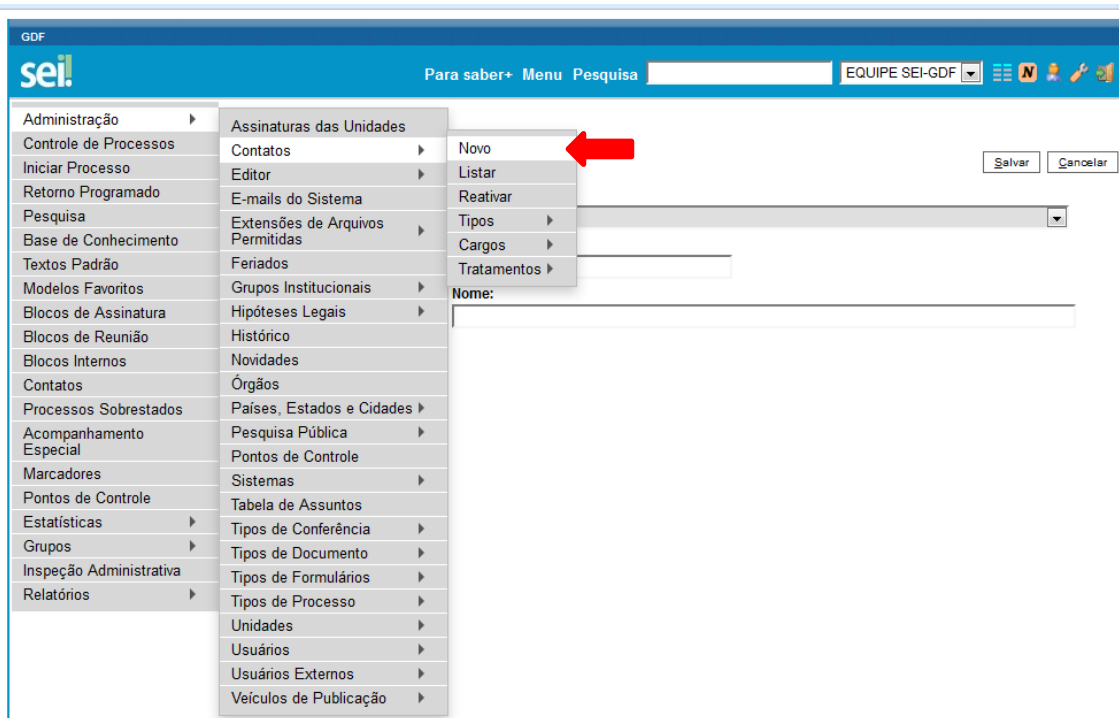 GDF
sei!
Para saber+ Menu Pesquisa
EQUIPE SEI-GDF
N
Administração
Controle de Processos
Iniciar Processo
Retorno Programado
Pesquisa
Base de Conhecimento
Textos Padrão
Modelos Favoritos
Blocos de Assinatura
Blocos de Reunião
Blocos Internos
Contatos
Processos Sobrestados
Acompanhamento
Especial
Marcadores
Pontos de Controle
Estatísticas
Grupos
Inspeção Administrativa
Relatórios
Assinaturas das Unidades
Contatos
Editor
E-mails do Sistema
Extensões de Arquivos
Permitidas
Feriados
Grupos Institucionais
Hipóteses Legais
Histórico
Novidades
Órgãos
Países, Estados e Cidades
Pesquisa Pública
Pontos de Controle
Sistemas
Tabela de Assuntos
Tipos de Conferência
Tipos de Documento
Tipos de Formulários
Tipos de Processo
Unidades
Usuários
Usuários Externos
Veículos de Publicação
Novo
Listar
Reativar
Tipos
Cargos
Tratamentos
Salvar
Cancelar
Nome: